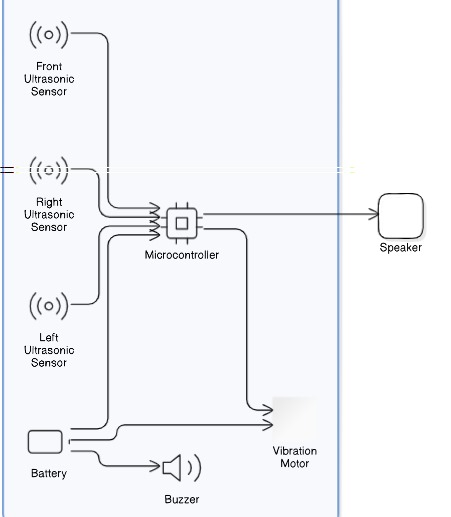 Front
Ultrasonic
Sensor
Right
Ultrasonic
Sensor
Microcontroller
Speaker
Left
Ultrasonic
Sensor
Battery
Vibration
Motor
Buzzer